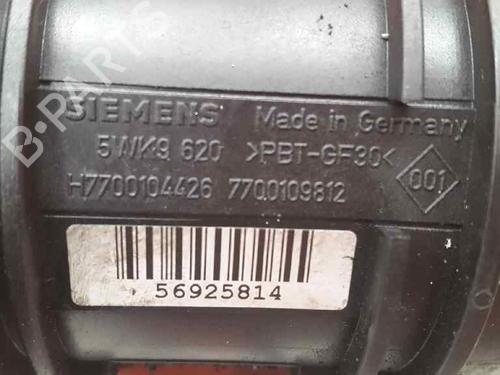 B-PARTS
SIEMENS Made in Germany
5WK9 620 >PBT-GF30<
001
H7700104426 7700109812
56925814